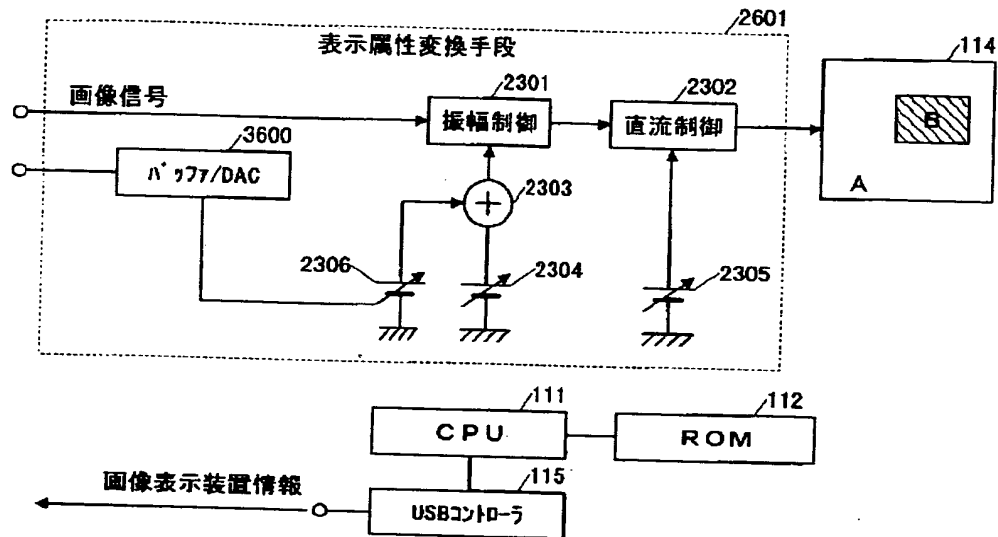 2601
表示属性変換手段
114
画像信号
2301
振幅制御
2302
直流制御
B
A
3600
バッファ/DAC
2303
2306
2304
2305
111
CPU
112
ROM
画像表示装置情報
115
USBコントローラ